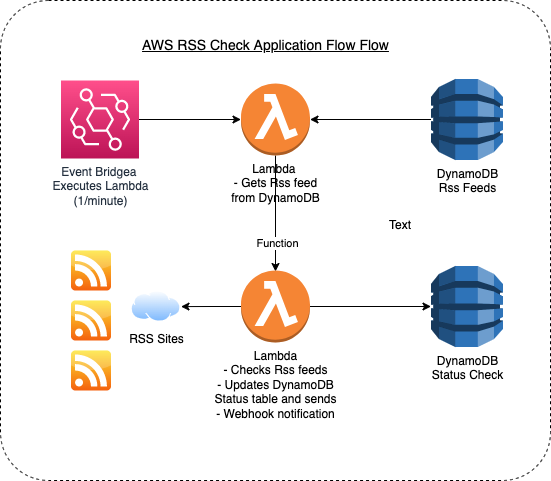 AWS RSS Check Application Flow Flow
Event Bridgea
Executes Lambda
(1/minute)
Lambda
- Gets Rss feed
from DynamoDB
DynamoDB
Rss Feeds
Text
Function
RSS Sites
Lambda
- Checks Rss feeds
- Updates DynamoDB
Status table and sends
- Webhook notification
DynamoDB
Status Check